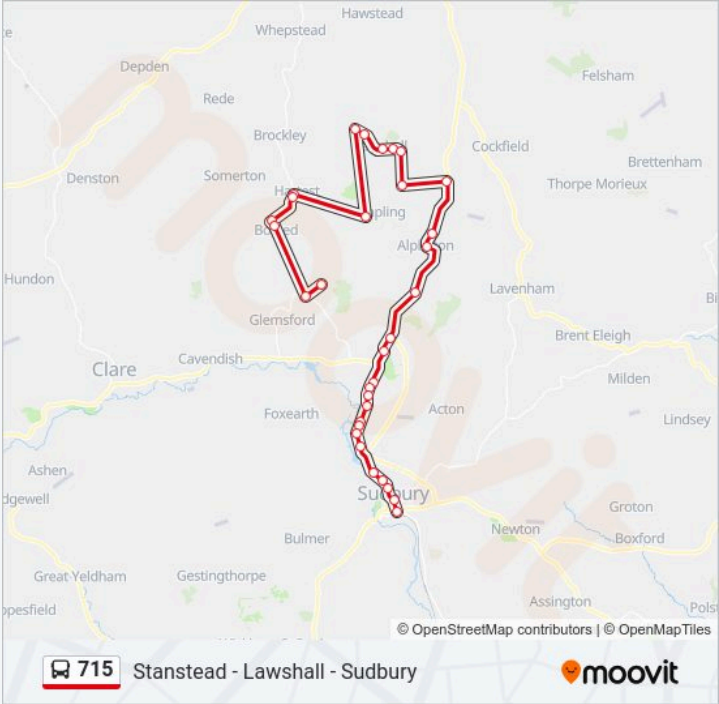 Hawstead
Whepstead
Depden
Felsham
Rede
Brockley
Cockfield
Brettenham
Denston
Somerton
Thorpe Morieux
Hartest
Boxted
Alpheton
Hundon
Lavenham
Glemsford
Brent Eleigh
Cavendish
Clare
Milden
Foxearth
Acton
Lindsey
Ashen
Sudbury
Groton
Newton
Boxford
Bulmer
Great Yeldham
Gestingthorpe
Assington
© OpenStreetMap contributors | © OpenMapTiles
715 Stanstead - Lawshall - Sudbury
moovit